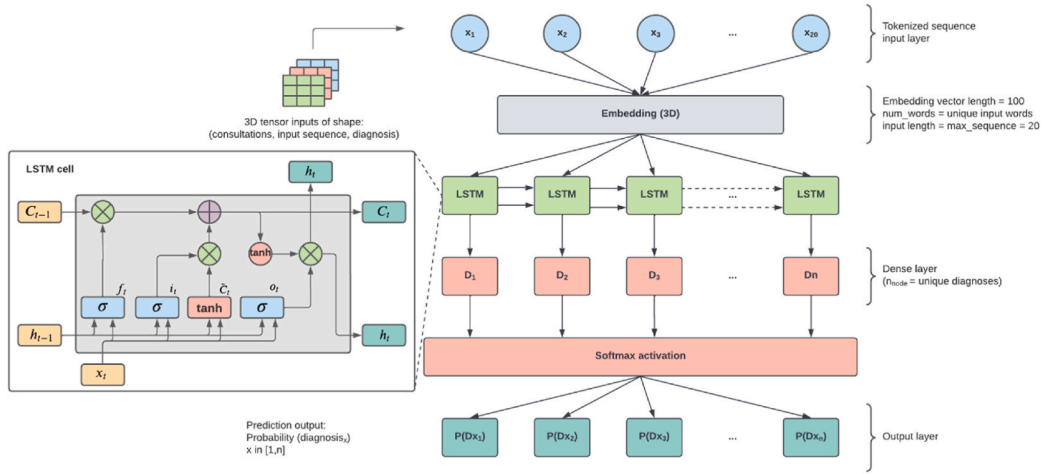 x₁ x₂ x₃ ... x₂₀
Tokenized sequence
input layer
3D tensor inputs of shape:
(consultations, input sequence, diagnosis)
Embedding (3D)
Embedding vector length = 100
num_words = unique input words
input length = max_sequence = 20
LSTM cell
hₜ
Cₜ₋₁
Cₜ
tanh
fₜ iₜ C̃ₜ oₜ
σ σ tanh σ
hₜ₋₁
hₜ
xₜ
LSTM LSTM LSTM ... LSTM
D₁ D₂ D₃ ... Dn
Dense layer
(n_node = unique diagnoses)
Softmax activation
Prediction output:
Probability (diagnosisₓ)
x in [1,n]
P(Dx₁) P(Dx₂) P(Dx₃) ... P(Dxₙ)
Output layer